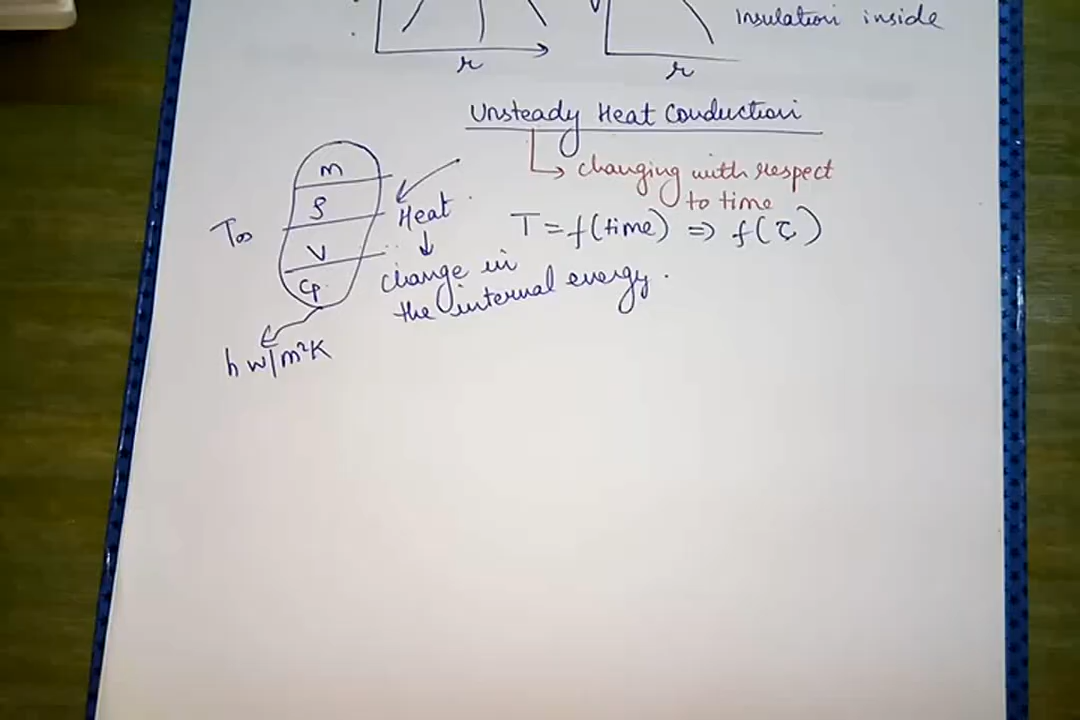 Insulation inside
r
r
Unsteady Heat Conduction
changing with respect
to time
m
ρ
V
Cp
T∞
Heat
T = f(time) ⇒ f(τ)
change in
the internal energy.
h W/m²K